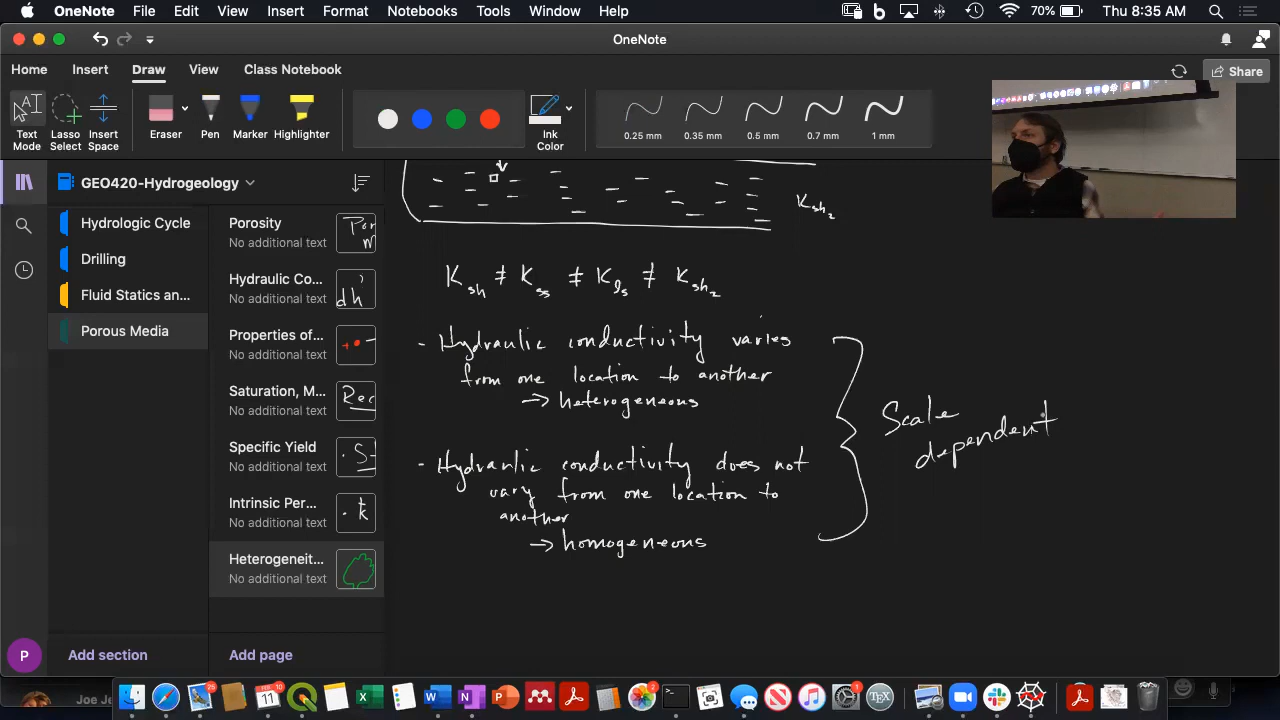 OneNote File Edit View Insert Format Notebooks Tools Window Help 70% Thu 8:35 AM
OneNote
Home Insert Draw View Class Notebook Share
Text Mode Lasso Select Insert Space Eraser Pen Marker Highlighter Ink Color 0.25 mm 0.35 mm 0.5 mm 0.7 mm 1 mm
GEO420-Hydrogeology
Hydrologic Cycle
Drilling
Fluid Statics an...
Porous Media
Porosity
No additional text
Hydraulic Co...
No additional text
dh
Properties of...
No additional text
Saturation, M...
No additional text
Rec
Specific Yield
No additional text
Intrinsic Per...
No additional text
k
Heterogeneit...
No additional text
Ksh2
Ksh ≠ Kss ≠ Kls ≠ Ksh2
- Hydraulic conductivity varies
from one location to another
→ heterogeneous
- Hydraulic conductivity does not
vary from one location to
another
→ homogeneous
Scale
dependent
P Add section Add page
Joe Je